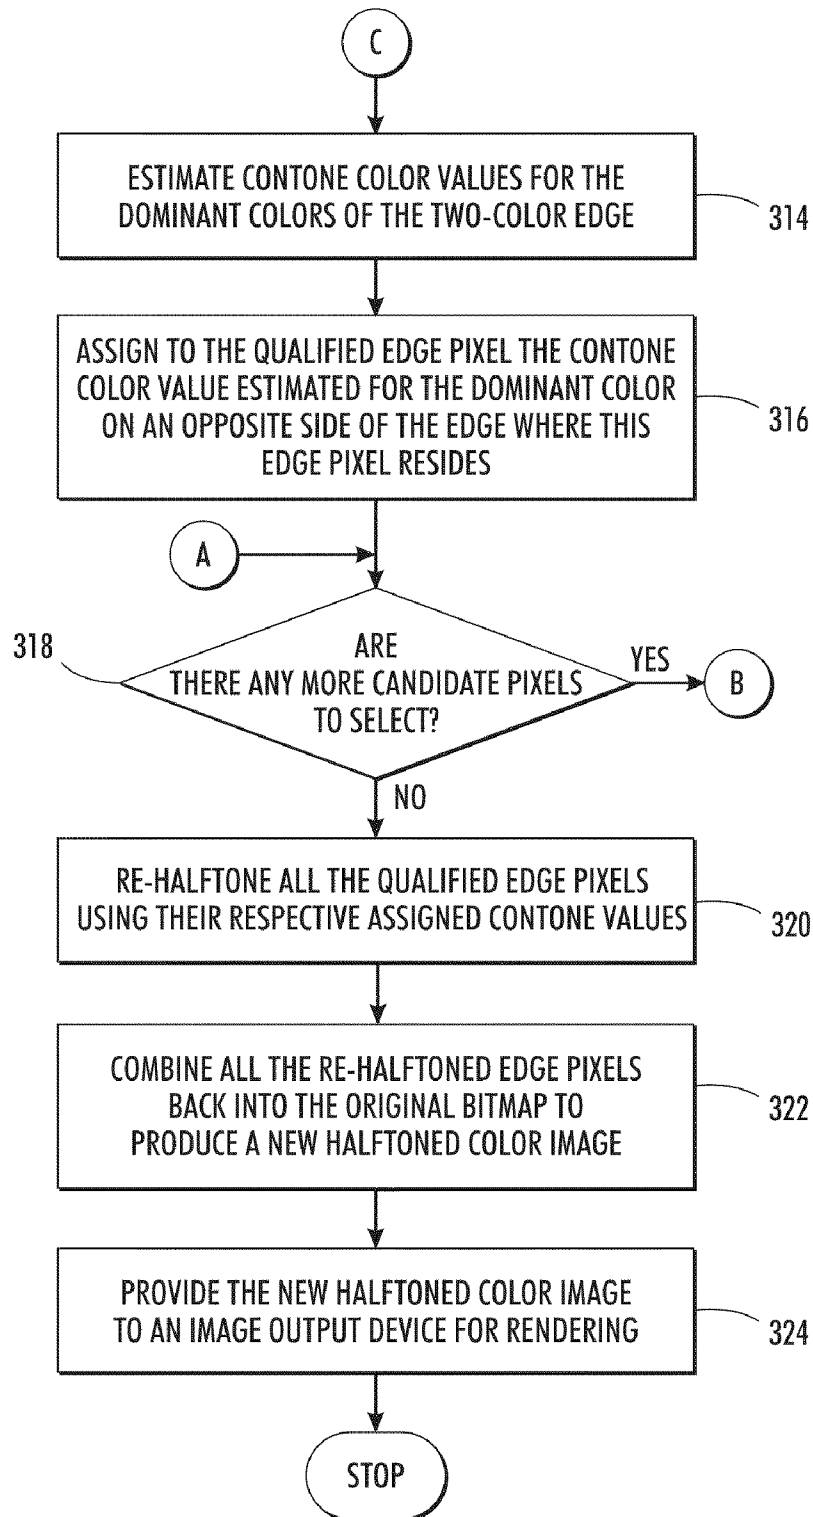 C
ESTIMATE CONTONE COLOR VALUES FOR THE
DOMINANT COLORS OF THE TWO-COLOR EDGE
314
ASSIGN TO THE QUALIFIED EDGE PIXEL THE CONTONE
COLOR VALUE ESTIMATED FOR THE DOMINANT COLOR
ON AN OPPOSITE SIDE OF THE EDGE WHERE THIS
EDGE PIXEL RESIDES
316
A
318
ARE
THERE ANY MORE CANDIDATE PIXELS
TO SELECT?
YES
B
NO
RE-HALFTONE ALL THE QUALIFIED EDGE PIXELS
USING THEIR RESPECTIVE ASSIGNED CONTONE VALUES
320
COMBINE ALL THE RE-HALFTONED EDGE PIXELS
BACK INTO THE ORIGINAL BITMAP TO
PRODUCE A NEW HALFTONED COLOR IMAGE
322
PROVIDE THE NEW HALFTONED COLOR IMAGE
TO AN IMAGE OUTPUT DEVICE FOR RENDERING
324
STOP